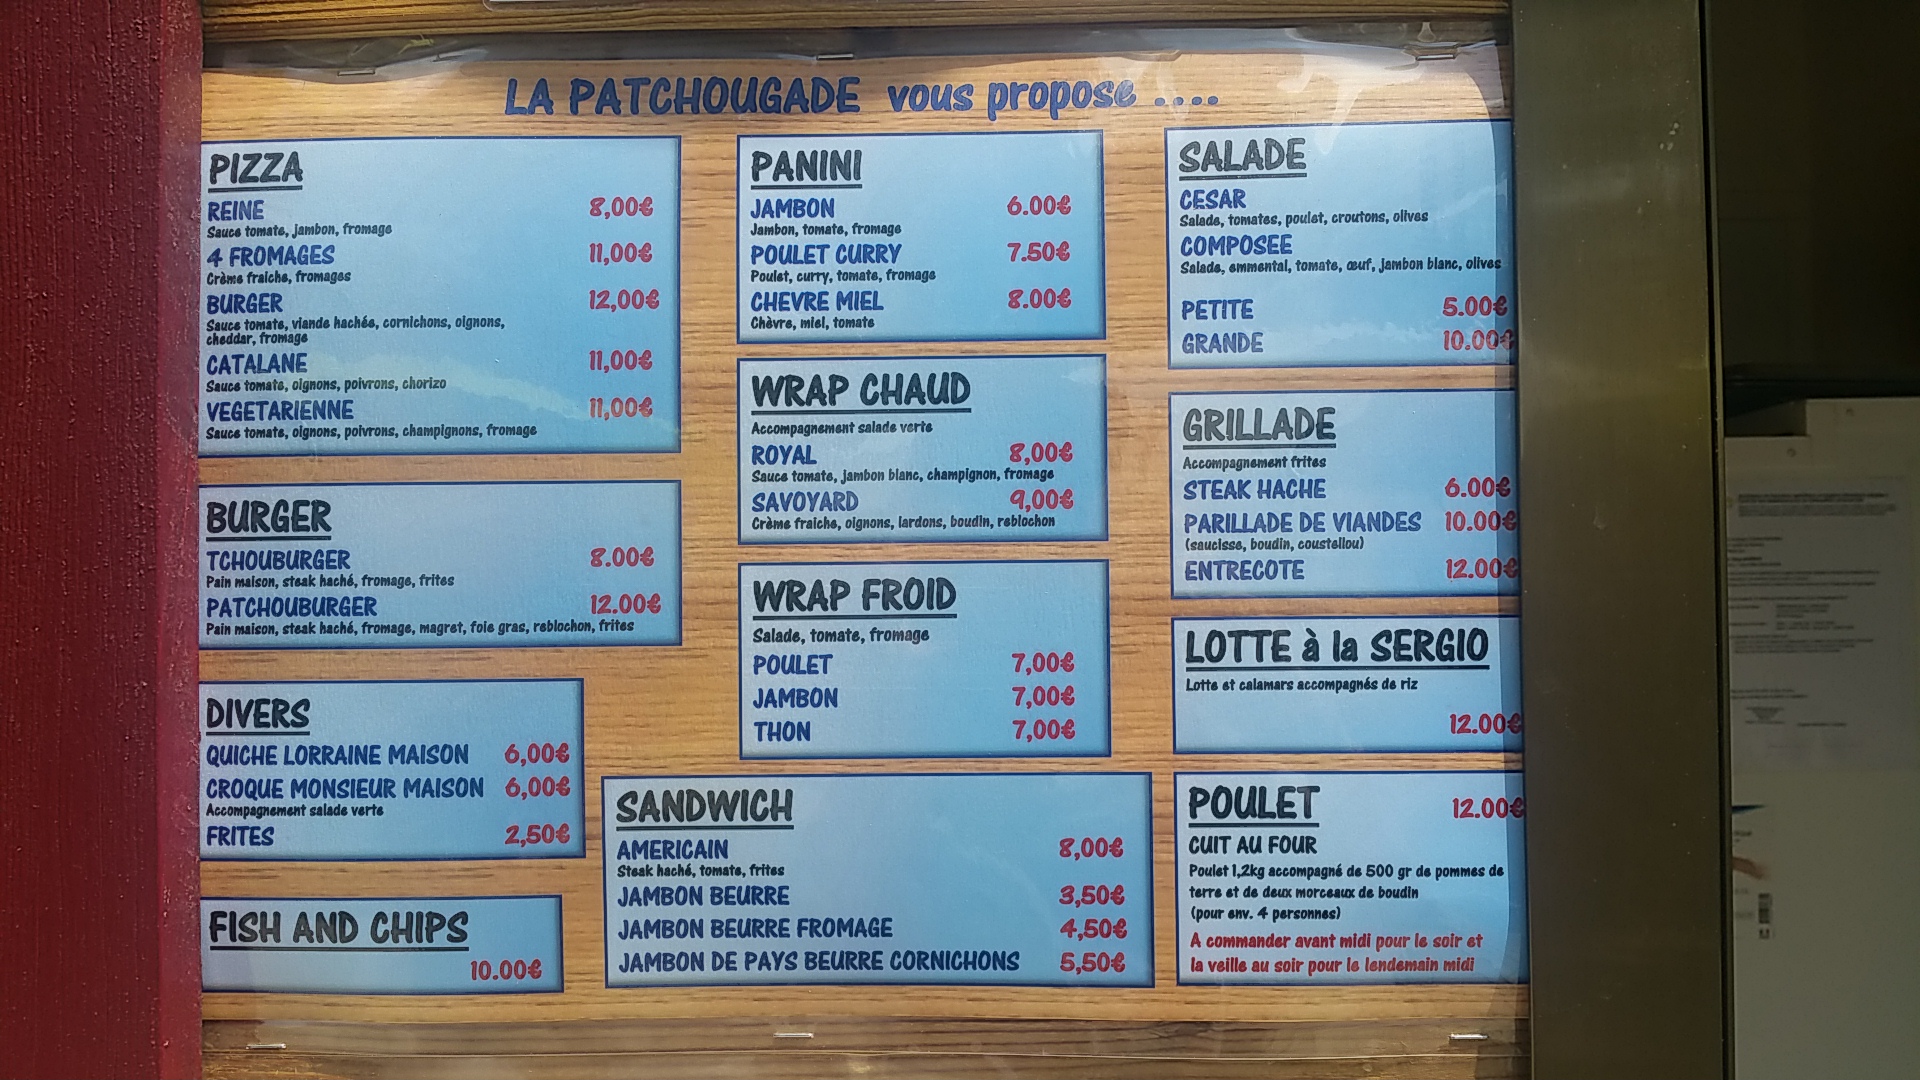 LA PATCHOUGADE vous propose ....
PIZZA
REINE 8,00€
Sauce tomate, jambon, fromage
4 FROMAGES 11,00€
Crème fraiche, fromages
BURGER 12,00€
Sauce tomate, viande hachée, cornichons, oignons,
cheddar, fromage
CATALANE 11,00€
Sauce tomate, oignons, poivrons, chorizo
VEGETARIENNE 11,00€
Sauce tomate, oignons, poivrons, champignons, fromage
BURGER
TCHOUBURGER 8.00€
Pain maison, steak haché, fromage, frites
PATCHOUBURGER 12.00€
Pain maison, steak haché, fromage, magret, foie gras, reblochon, frites
DIVERS
QUICHE LORRAINE MAISON 6,00€
CROQUE MONSIEUR MAISON 6,00€
Accompagnement salade verte
FRITES 2,50€
FISH AND CHIPS
10.00€
PANINI
JAMBON 6.00€
Jambon, tomate, fromage
POULET CURRY 7.50€
Poulet, curry, tomate, fromage
CHEVRE MIEL 8.00€
Chèvre, miel, tomate
WRAP CHAUD
Accompagnement salade verte
ROYAL 8,00€
Sauce tomate, jambon blanc, champignon, fromage
SAVOYARD 9,00€
Crème fraiche, oignons, lardons, boudin, reblochon
WRAP FROID
Salade, tomate, fromage
POULET 7,00€
JAMBON 7,00€
THON 7,00€
SANDWICH
AMERICAIN 8,00€
Steak haché, tomate, frites
JAMBON BEURRE 3,50€
JAMBON BEURRE FROMAGE 4,50€
JAMBON DE PAYS BEURRE CORNICHONS 5,50€
SALADE
CESAR
Salade, tomates, poulet, croutons, olives
COMPOSEE
Salade, emmental, tomate, œuf, jambon blanc, olives
PETITE 5.00€
GRANDE 10.00€
GRILLADE
Accompagnement frites
STEAK HACHE 6.00€
PARILLADE DE VIANDES 10.00€
(saucisse, boudin, coustellou)
ENTRECOTE 12.00€
LOTTE à la SERGIO
Lotte et calamars accompagnés de riz
12.00€
POULET 12.00€
CUIT AU FOUR
Poulet 1,2kg accompagné de 500 gr de pommes de
terre et de deux morceaux de boudin
(pour env. 4 personnes)
A commander avant midi pour le soir et
la veille au soir pour le lendemain midi